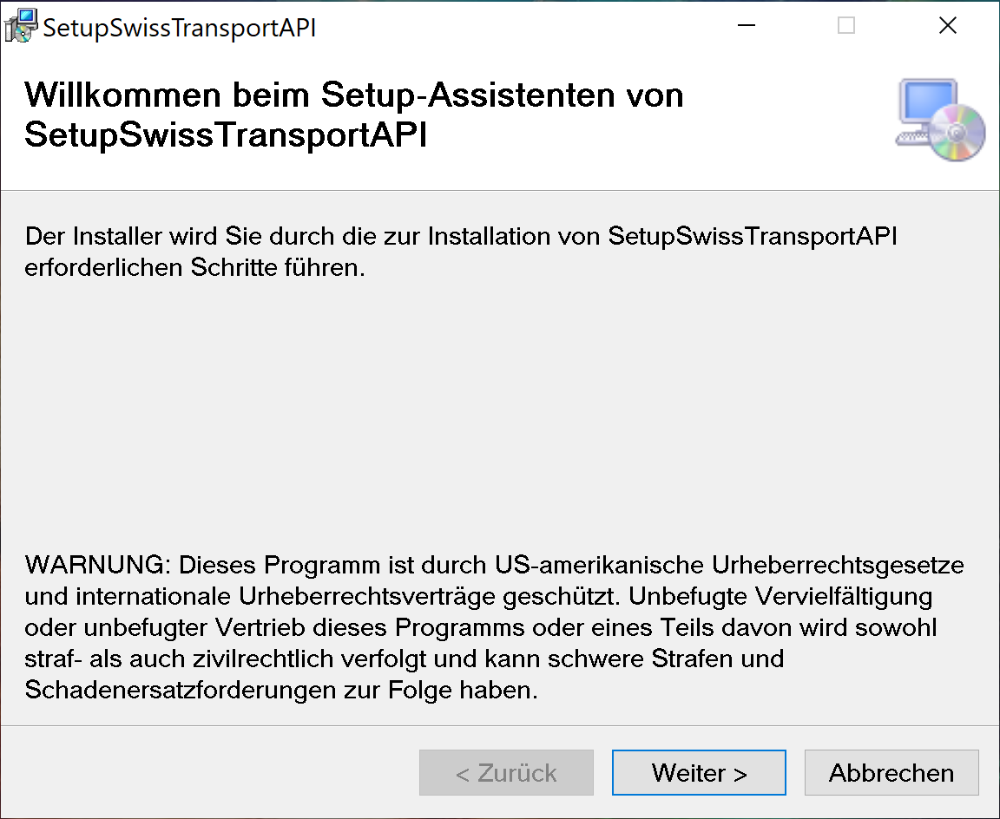 SetupSwissTransportAPI
Willkommen beim Setup-Assistenten von
SetupSwissTransportAPI
Der Installer wird Sie durch die zur Installation von SetupSwissTransportAPI
erforderlichen Schritte führen.
WARNUNG: Dieses Programm ist durch US-amerikanische Urheberrechtsgesetze
und internationale Urheberrechtsverträge geschützt. Unbefugte Vervielfältigung
oder unbefugter Vertrieb dieses Programms oder eines Teils davon wird sowohl
straf- als auch zivilrechtlich verfolgt und kann schwere Strafen und
Schadenersatzforderungen zur Folge haben.
< Zurück
Weiter >
Abbrechen